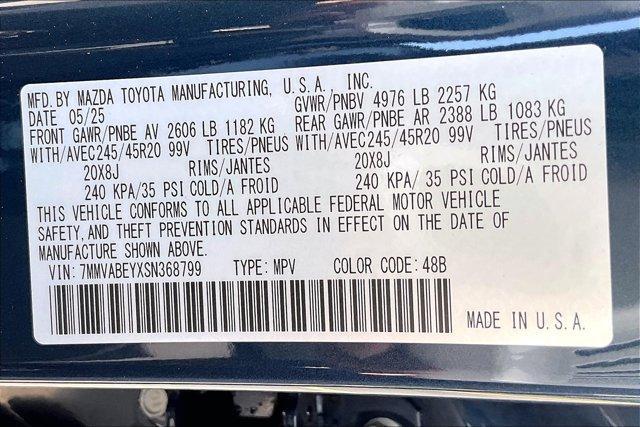 MFD. BY MAZDA TOYOTA MANUFACTURING, U.S.A., INC.
DATE 05/25 GVWR/PNBV 4976 LB 2257 KG
FRONT GAWR/PNBE AV 2606 LB 1182 KG REAR GAWR/PNBE AR 2388 LB 1083 KG
WITH/AVEC245/45R20 99V TIRES/PNEUS WITH/AVEC245/45R20 99V TIRES/PNEUS
20X8J RIMS/JANTES 20X8J RIMS/JANTES
240 KPA/35 PSI COLD/A FROID 240 KPA/ 35 PSI COLD/A FROID
THIS VEHICLE CONFORMS TO ALL APPLICABLE FEDERAL MOTOR VEHICLE
SAFETY, AND THEFT PREVENTION STANDARDS IN EFFECT ON THE DATE OF
MANUFACTURE SHOWN ABOVE.
VIN: 7MMVABEYXSN368799 TYPE: MPV COLOR CODE: 48B
MADE IN U.S.A.